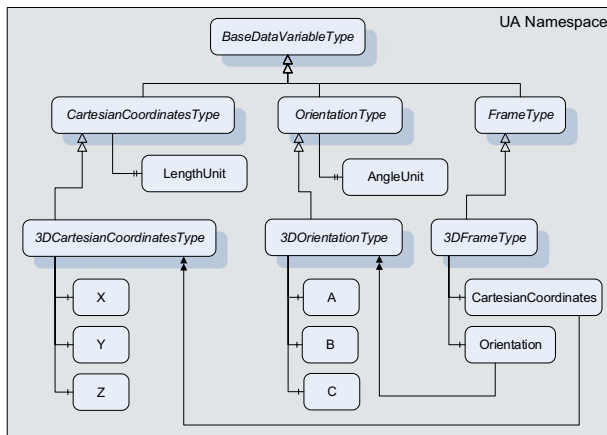 UA Namespace
BaseDataVariableType
CartesianCoordinatesType
OrientationType
FrameType
LengthUnit
AngleUnit
3DCartesianCoordinatesType
3DOrientationType
3DFrameType
X
A
CartesianCoordinates
Y
B
Orientation
Z
C